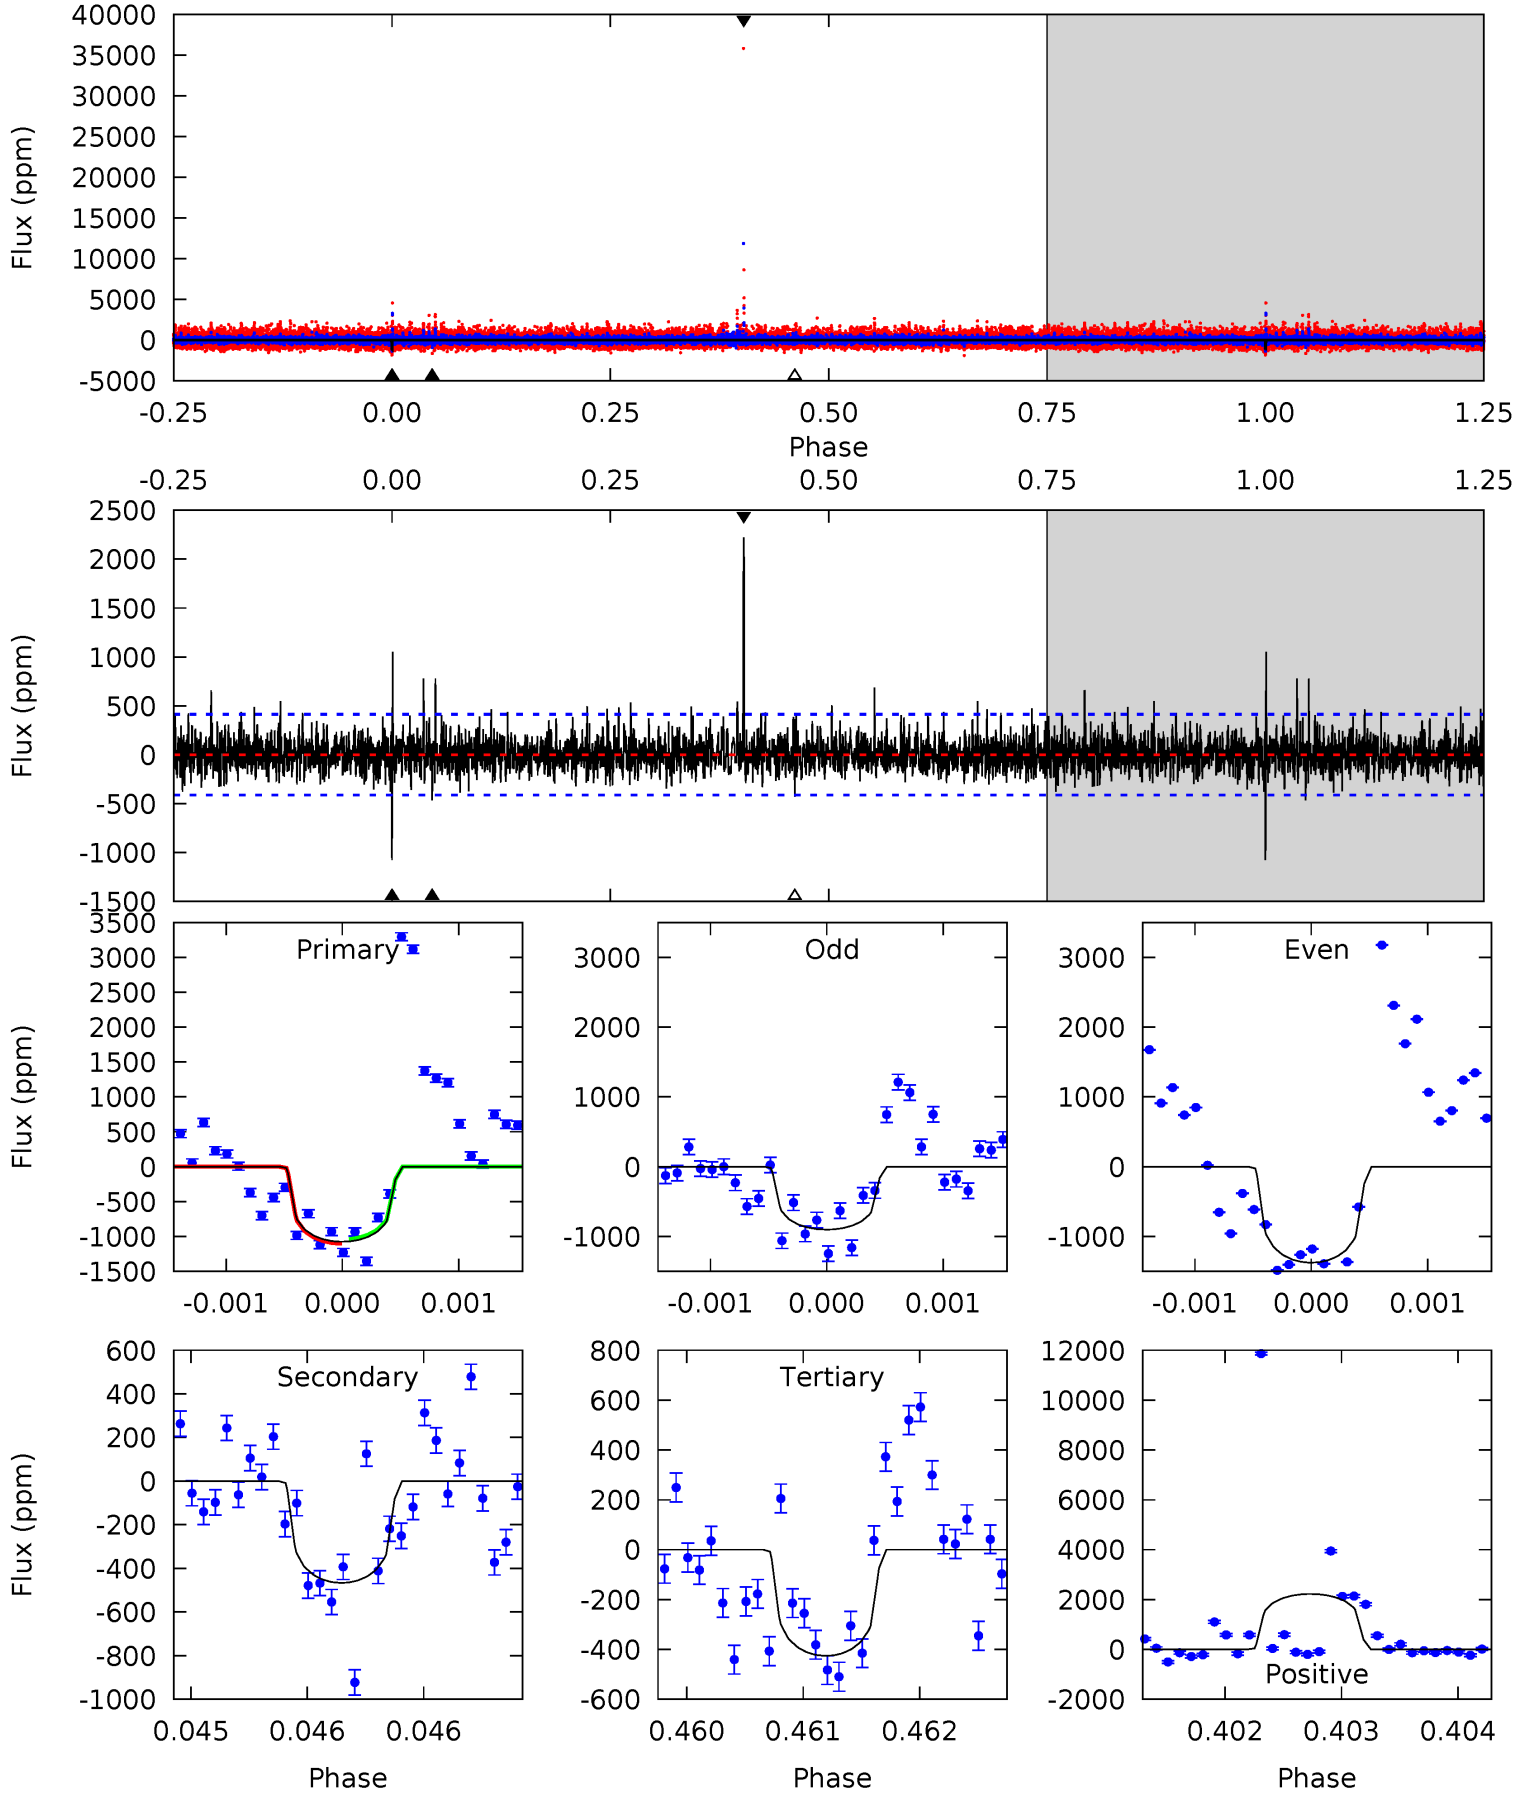 40000
35000
30000
25000
20000
15000
10000
5000
0
-5000
Flux (ppm)
-0.25 0.00 0.25 0.50 0.75 1.00 1.25
Phase
-0.25 0.00 0.25 0.50 0.75 1.00 1.25
2500
2000
1500
1000
500
0
-500
-1000
-1500
Flux (ppm)
3500
3000
2500
2000
1500
1000
500
0
-500
-1000
-1500
Flux (ppm)
Primary
-0.001 0.000 0.001
3000
2000
1000
0
-1000
Odd
-0.001 0.000 0.001
3000
2000
1000
0
-1000
Even
-0.001 0.000 0.001
600
400
200
0
-200
-400
-600
-800
-1000
Flux (ppm)
Secondary
0.045 0.046 0.046
Phase
800
600
400
200
0
-200
-400
-600
Tertiary
0.460 0.461 0.462
Phase
12000
10000
8000
6000
4000
2000
0
-2000
Positive
0.402 0.403 0.404
Phase